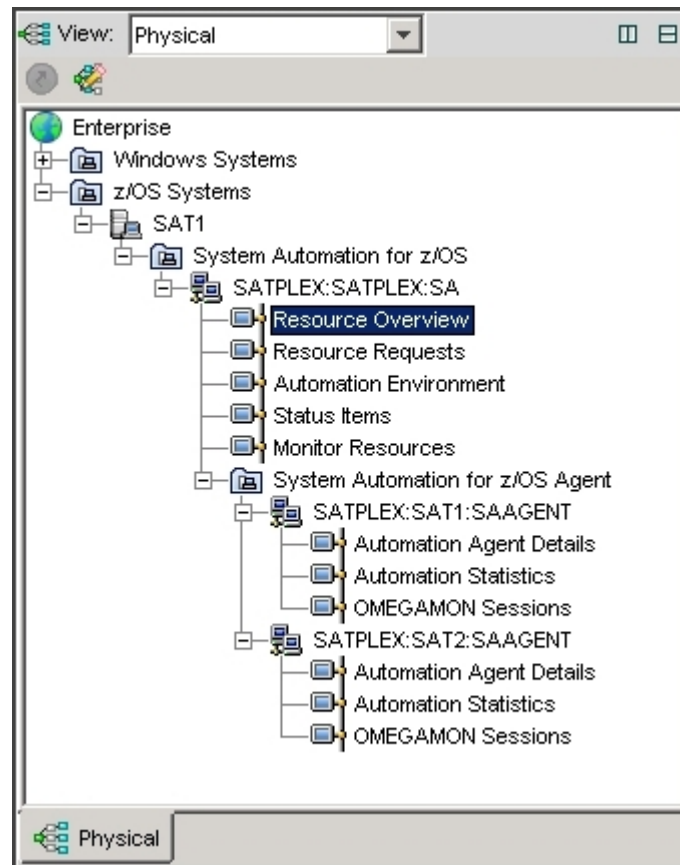 View: Physical
Enterprise
Windows Systems
z/OS Systems
SAT1
System Automation for z/OS
SATPLEX:SATPLEX:SA
Resource Overview
Resource Requests
Automation Environment
Status Items
Monitor Resources
System Automation for z/OS Agent
SATPLEX:SAT1:SAAGENT
Automation Agent Details
Automation Statistics
OMEGAMON Sessions
SATPLEX:SAT2:SAAGENT
Automation Agent Details
Automation Statistics
OMEGAMON Sessions
Physical